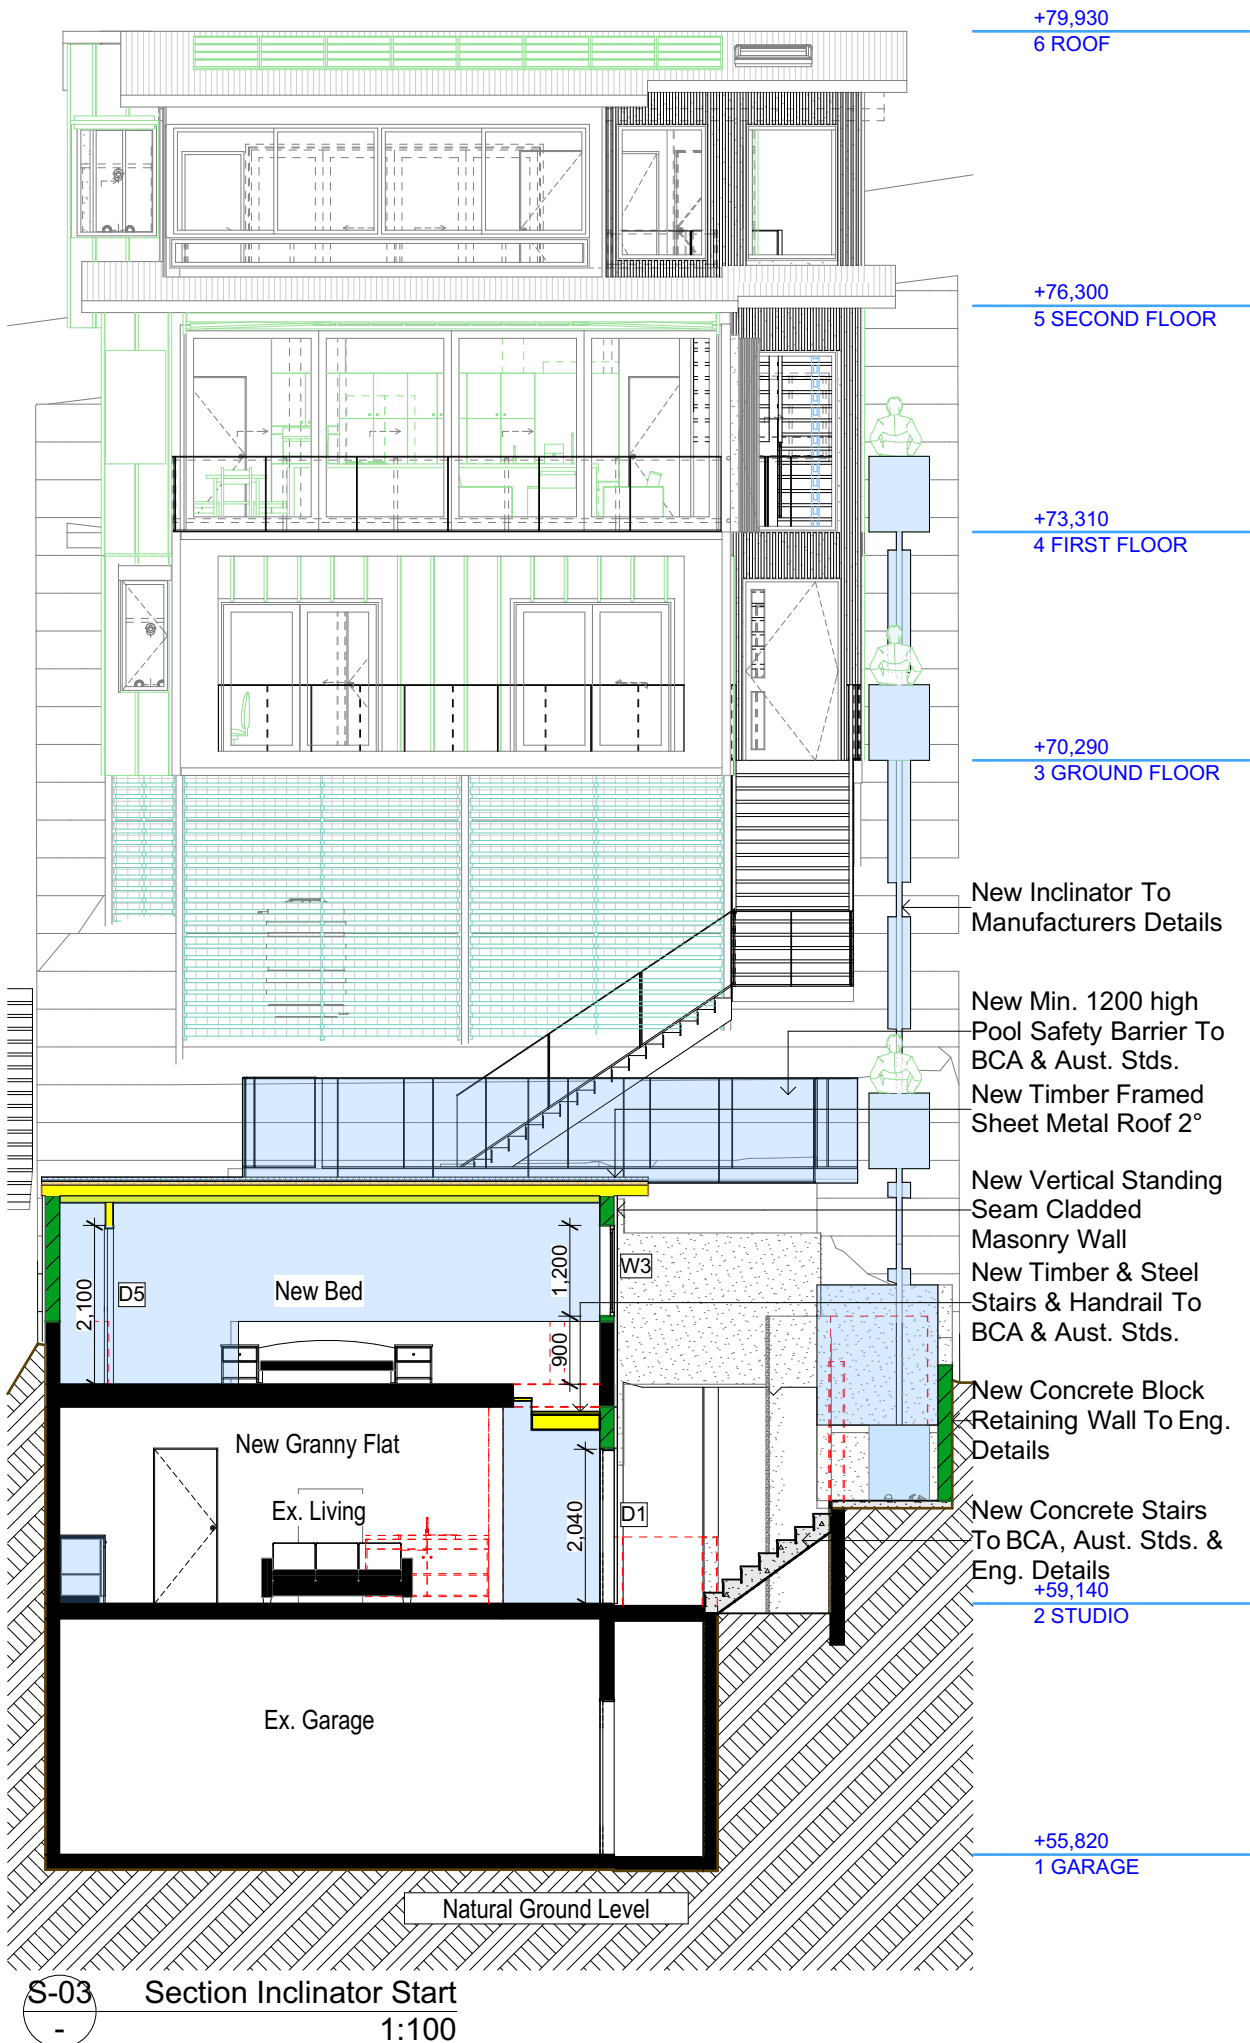 +79,930
6 ROOF
+76,300
5 SECOND FLOOR
+73,310
4 FIRST FLOOR
+70,290
3 GROUND FLOOR
New Inclinator To
Manufacturers Details
New Min. 1200 high
Pool Safety Barrier To
BCA & Aust. Stds.
New Timber Framed
Sheet Metal Roof 2°
New Vertical Standing
Seam Cladded
Masonry Wall
New Timber & Steel
Stairs & Handrail To
BCA & Aust. Stds.
New Concrete Block
Retaining Wall To Eng.
Details
New Concrete Stairs
To BCA, Aust. Stds. &
Eng. Details
+59,140
2 STUDIO
+55,820
1 GARAGE
2,100
D5
New Bed
1,200
W3
900
New Granny Flat
Ex. Living
2,040
D1
Ex. Garage
Natural Ground Level
S-03
-
Section Inclinator Start
1:100